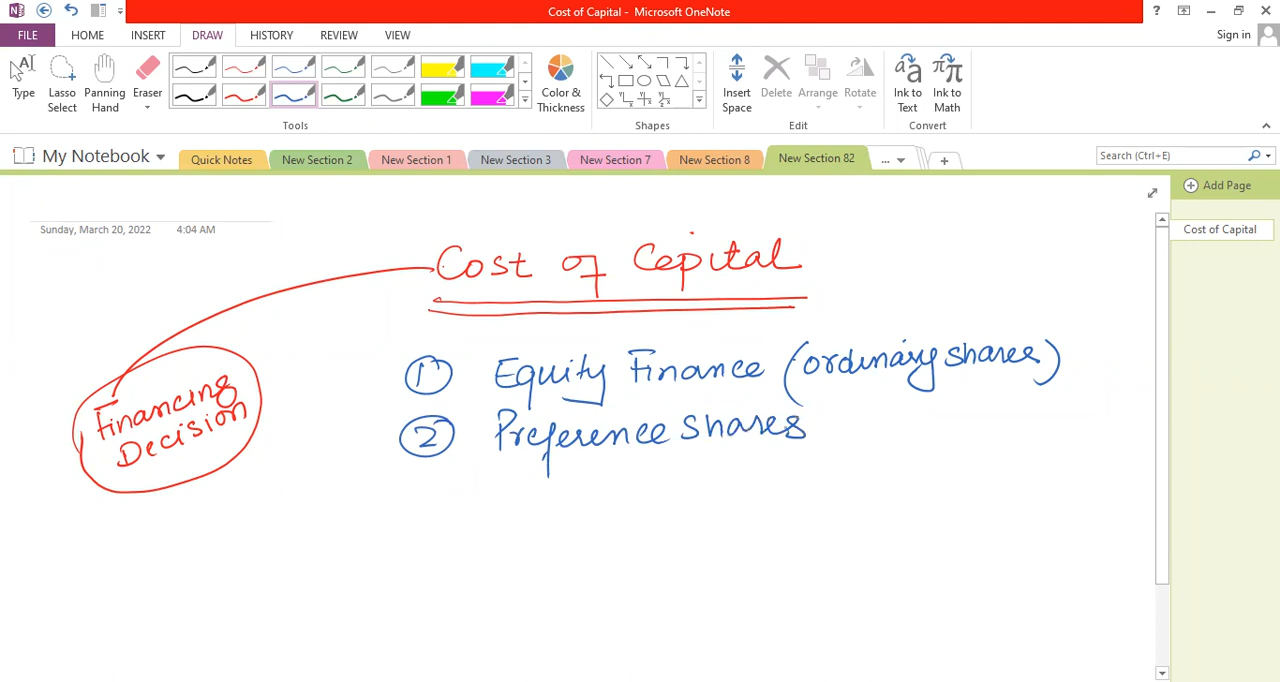 Cost of Capital - Microsoft OneNote
?
FILE HOME INSERT DRAW HISTORY REVIEW VIEW
Sign in
Type
Lasso Select
Panning Hand
Eraser
Color & Thickness
Insert Space
Delete
Arrange
Rotate
Ink to Text
Ink to Math
Tools
Shapes
Edit
Convert
My Notebook
Quick Notes
New Section 2
New Section 1
New Section 3
New Section 7
New Section 8
New Section 82
...
Search (Ctrl+E)
Add Page
Cost of Capital
Sunday, March 20, 2022 4:04 AM
Cost of Capital
Financing
Decision
1 Equity Finance (ordinary shares)
2 Preference shares